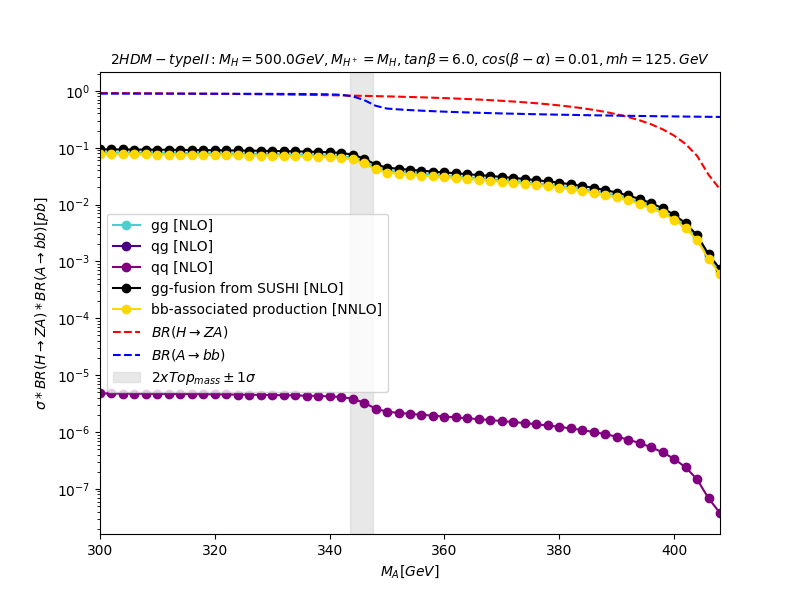 2HDM − typeII : M_H = 500.0GeV, M_{H^+} = M_H, tanβ = 6.0, cos(β − α) = 0.01, mh = 125. GeV
σ * BR(H → ZA) * BR(A → bb)[pb]
10^0
10^{-1}
10^{-2}
10^{-3}
10^{-4}
10^{-5}
10^{-6}
10^{-7}
gg [NLO]
qg [NLO]
qq [NLO]
gg-fusion from SUSHI [NLO]
bb-associated production [NNLO]
BR(H → ZA)
BR(A → bb)
2xTop_{mass} ± 1σ
300 320 340 360 380 400
M_A[GeV]